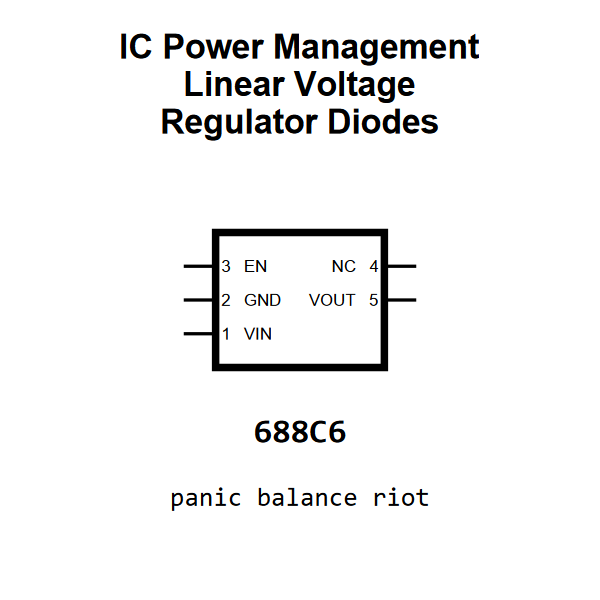 IC Power Management
Linear Voltage
Regulator Diodes
3 EN NC 4
2 GND VOUT 5
1 VIN
688C6
panic balance riot